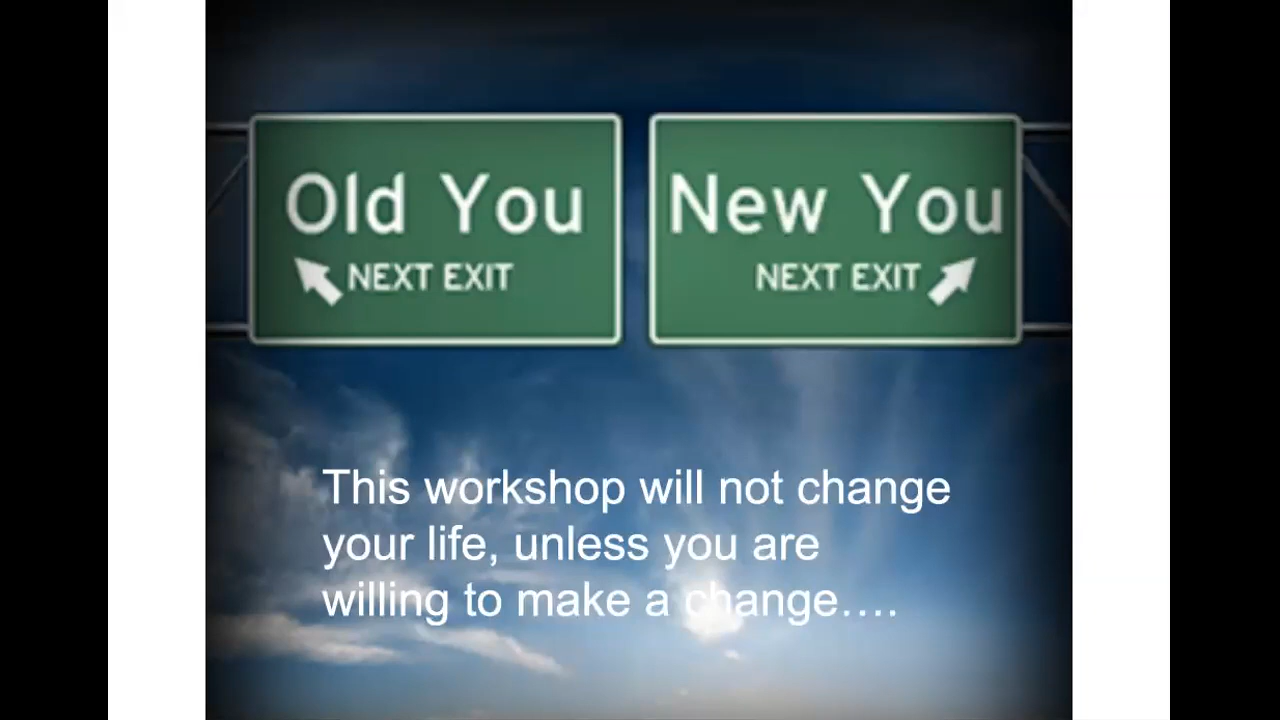 Old You
NEXT EXIT
New You
NEXT EXIT
This workshop will not change
your life, unless you are
willing to make a change….